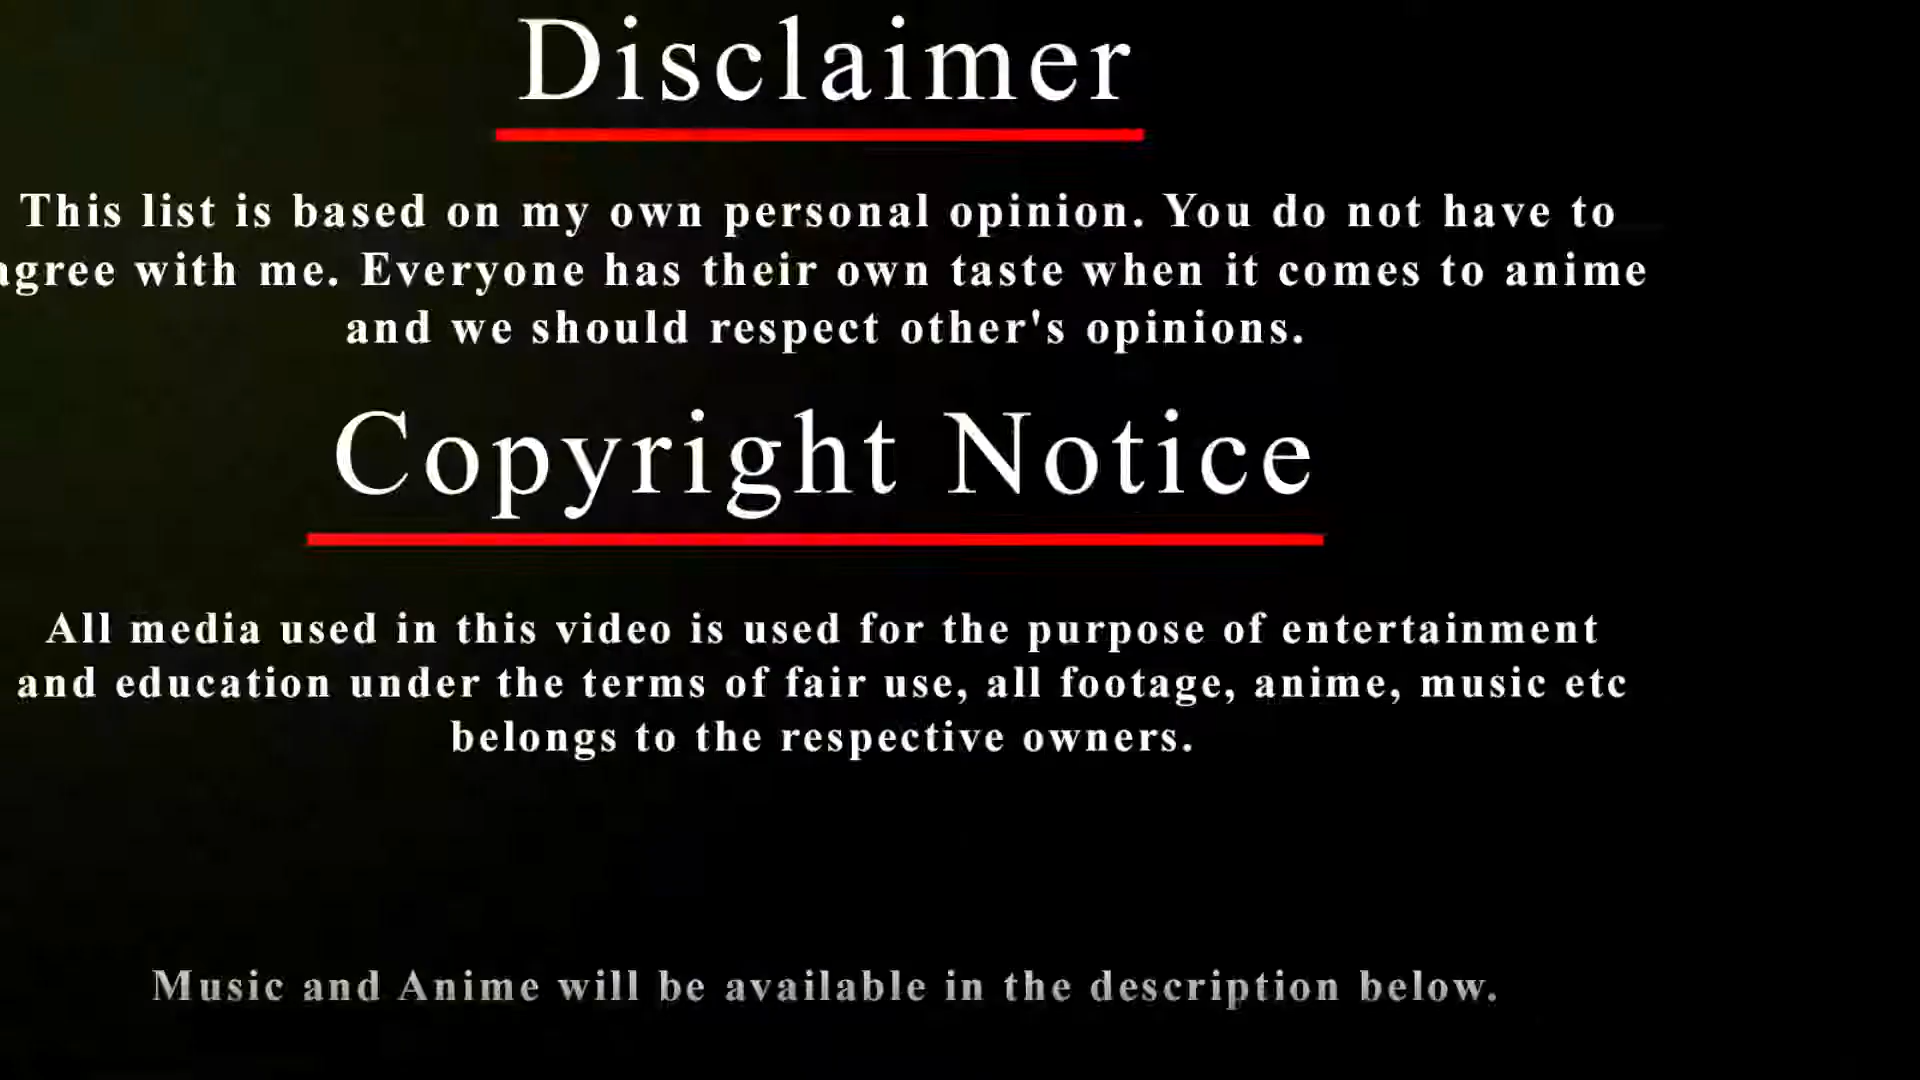 Disclaimer
This list is based on my own personal opinion. You do not have to
agree with me. Everyone has their own taste when it comes to anime
and we should respect other's opinions.
Copyright Notice
All media used in this video is used for the purpose of entertainment
and education under the terms of fair use, all footage, anime, music etc
belongs to the respective owners.
Music and Anime will be available in the description below.